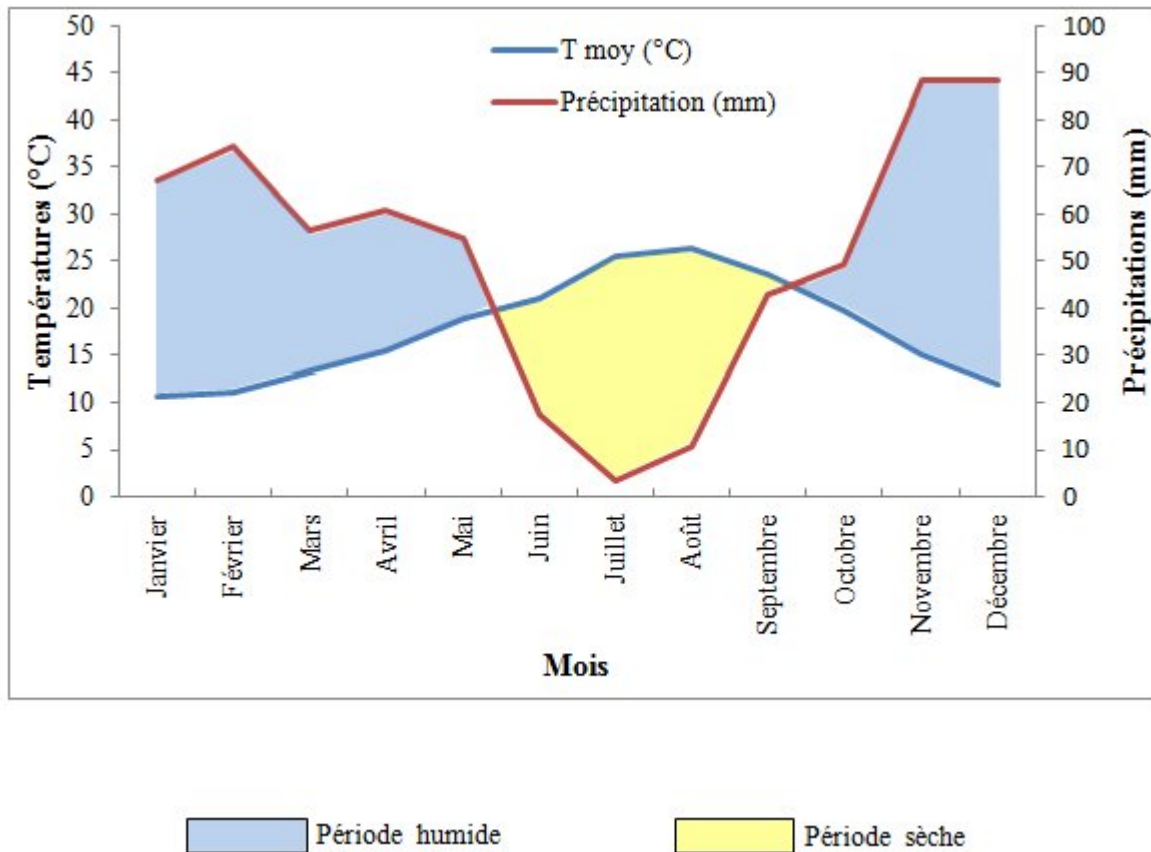 T moy (°C)
Précipitation (mm)
Températures (°C)
50
45
40
35
30
25
20
15
10
5
0
100
90
80
70
60
50
40
30
20
10
0
Précipitations (mm)
Janvier
Février
Mars
Avril
Mai
Juin
Juillet
Août
Septembre
Octobre
Novembre
Décembre
Mois
Période humide
Période sèche